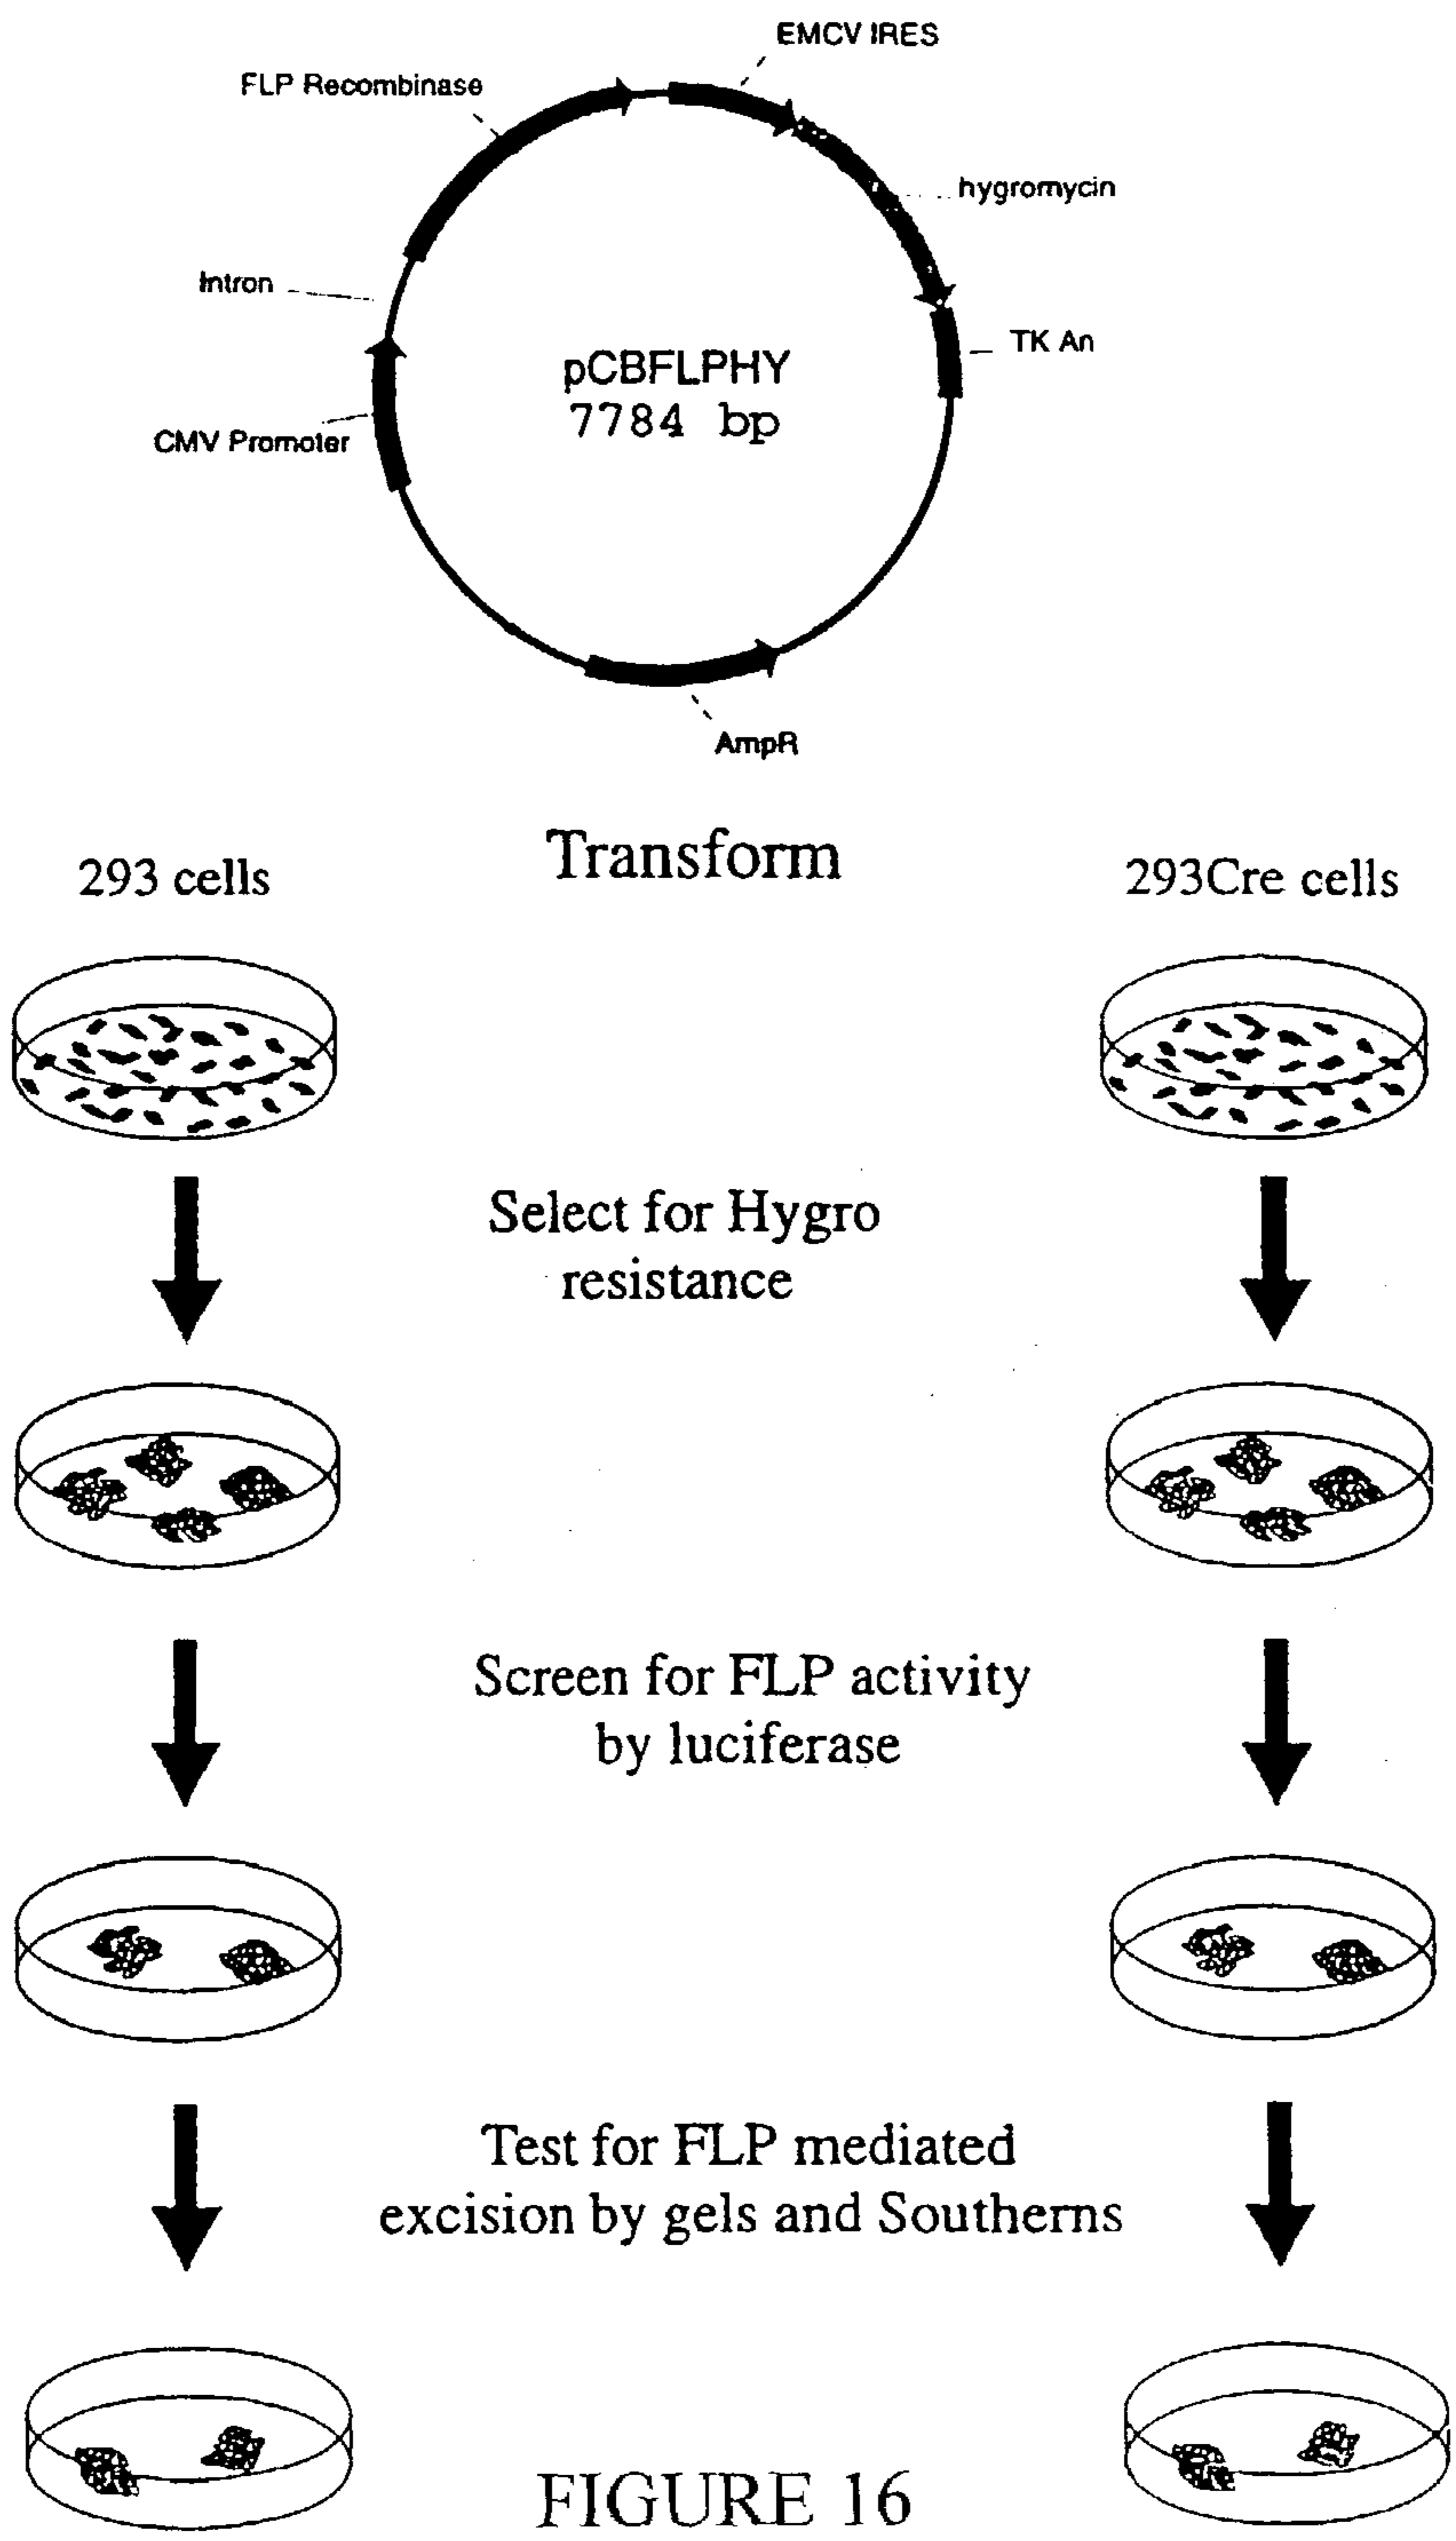 EMCV IRES
FLP Recombinase
hygromycin
Intron
TK An
pCBFLPHY
7784 bp
CMV Promoter
AmpR
Transform
293 cells
293Cre cells
Select for Hygro
resistance
Screen for FLP activity
by luciferase
Test for FLP mediated
excision by gels and Southerns
FIGURE 16